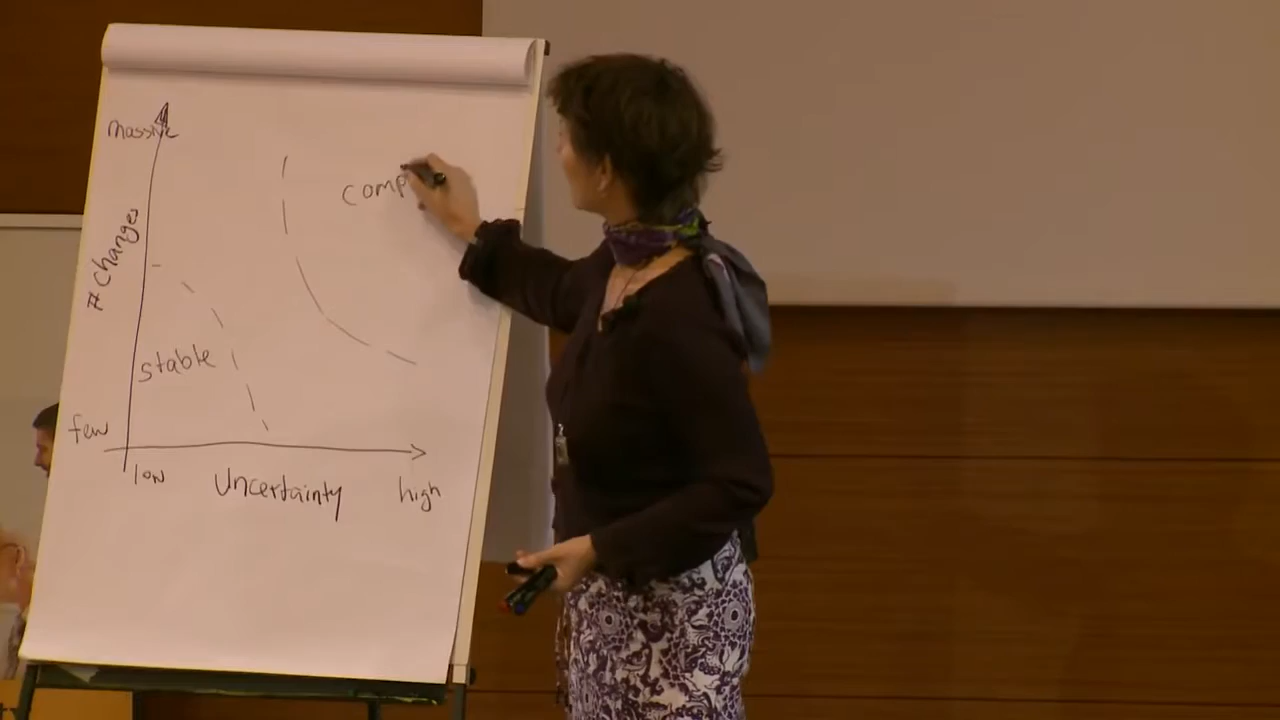 massive
comp
# changes
stable
few
low
Uncertainty
high